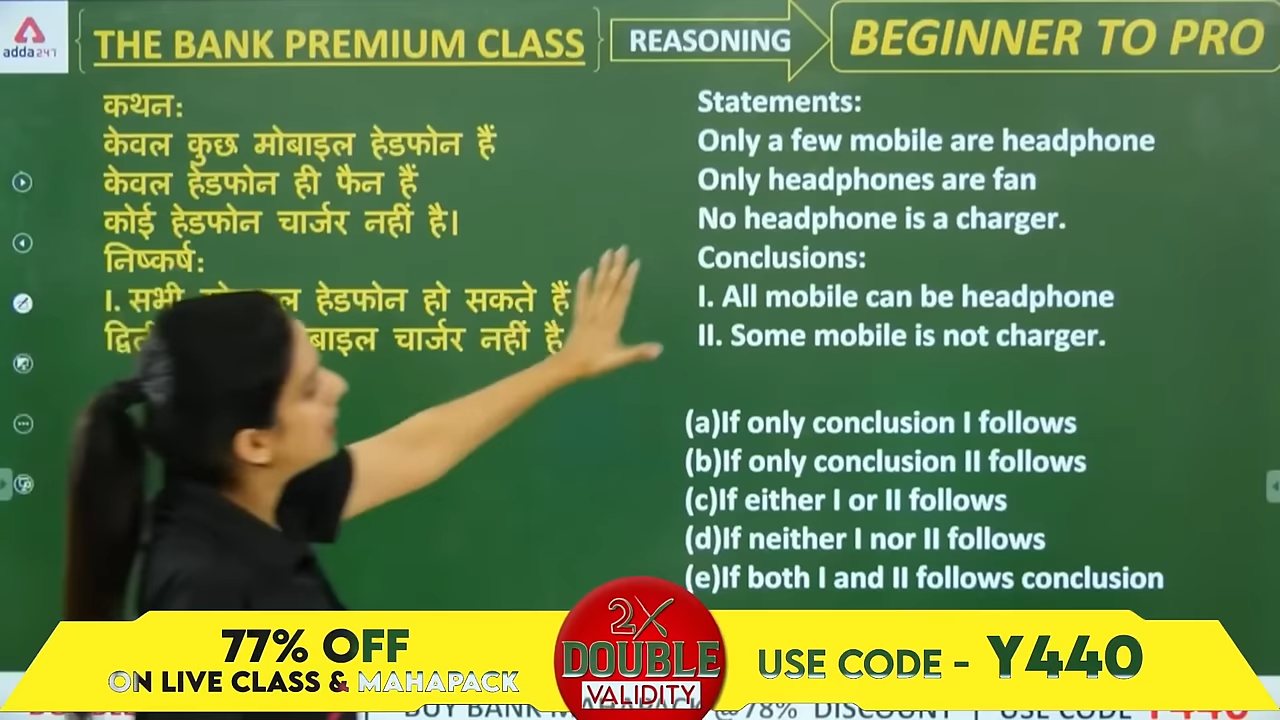 adda247
THE BANK PREMIUM CLASS
REASONING
BEGINNER TO PRO
कथन:
केवल कुछ मोबाइल हेडफोन हैं
केवल हेडफोन ही फैन हैं
कोई हेडफोन चार्जर नहीं है।
निष्कर्ष:
I. सभी हेडफोन हो सकते हैं
चार्जर नहीं है
Statements:
Only a few mobile are headphone
Only headphones are fan
No headphone is a charger.
Conclusions:
I. All mobile can be headphone
II. Some mobile is not charger.
(a)If only conclusion I follows
(b)If only conclusion II follows
(c)If either I or II follows
(d)If neither I nor II follows
(e)If both I and II follows conclusion
77% OFF
ON LIVE CLASS & MAHAPACK
2X
DOUBLE
VALIDITY
USE CODE - Y440
DISCOUNT